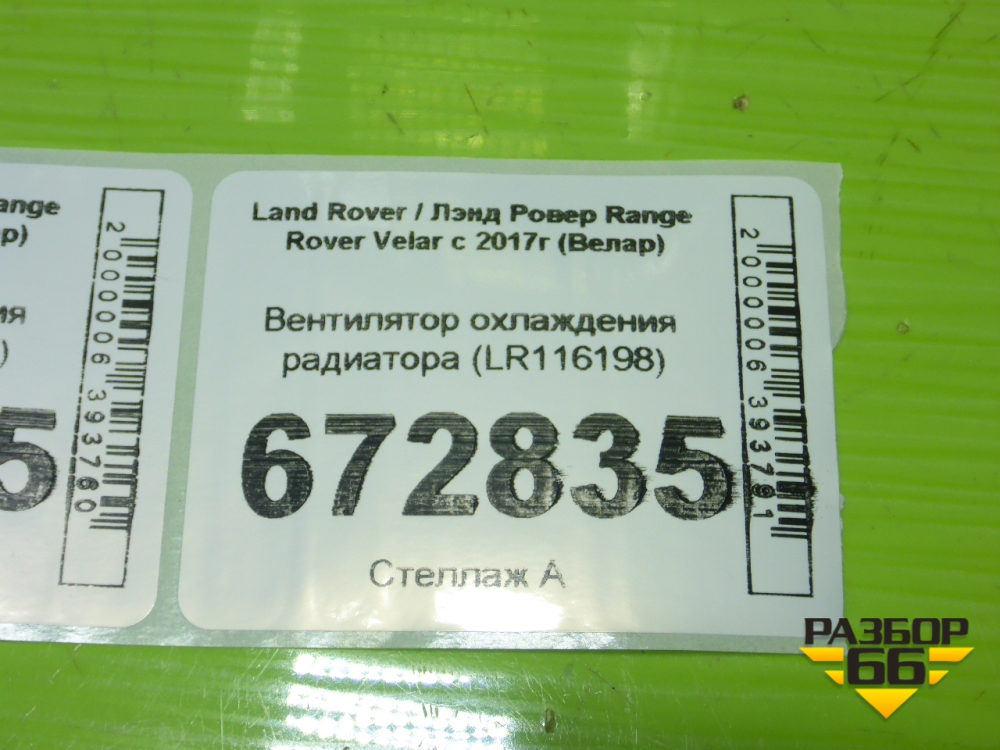 ange
р)
ия
)
5
2000006393760
Land Rover / Лэнд Ровер Range
Rover Velar с 2017г (Велар)
Вентилятор охлаждения
радиатора (LR116198)
672835
Стеллаж А
2000006393791
РАЗБОР
66